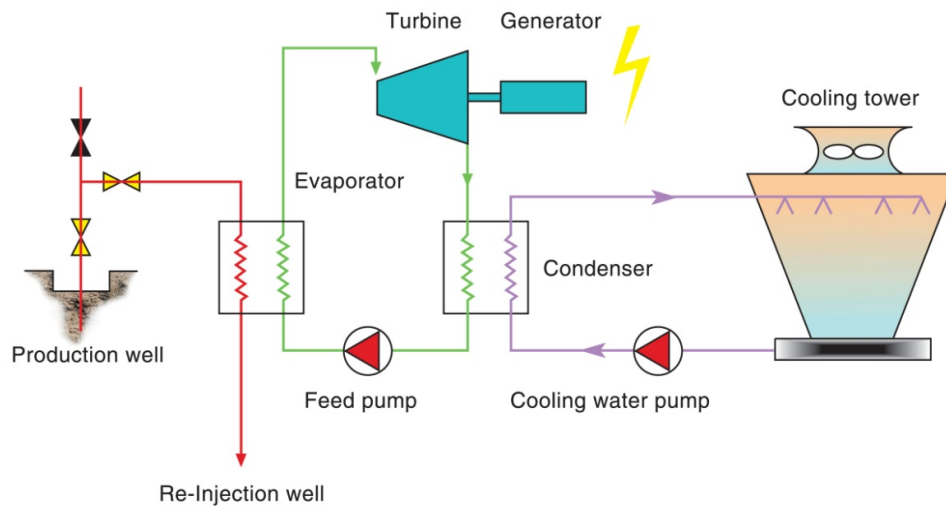 Turbine
Generator
Cooling tower
Evaporator
Condenser
Production well
Feed pump
Cooling water pump
Re-Injection well